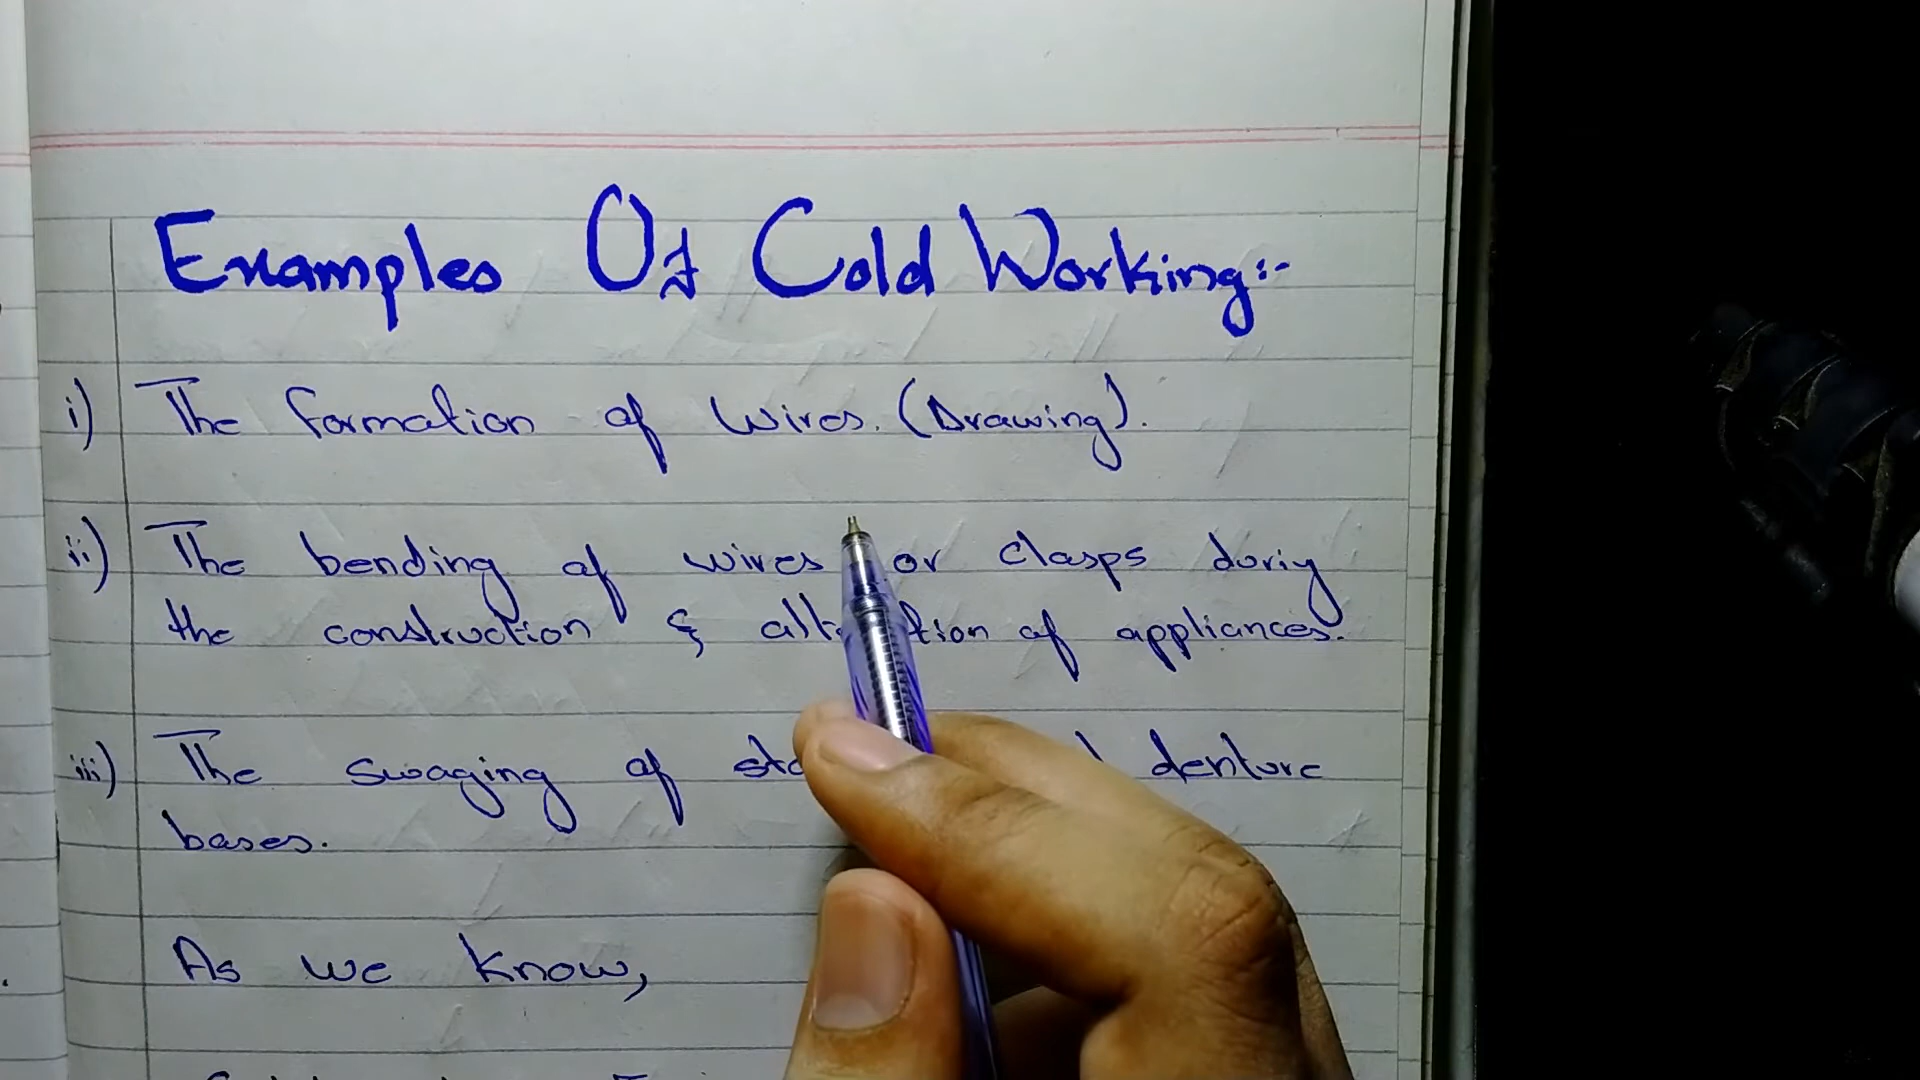 Examples Of Cold Working:-
i) The formation of wires. (Drawing).
ii) The bending of wires or clasps during
the construction & tion of appliances.
iii) The swaging of denture
bases.
As we know,